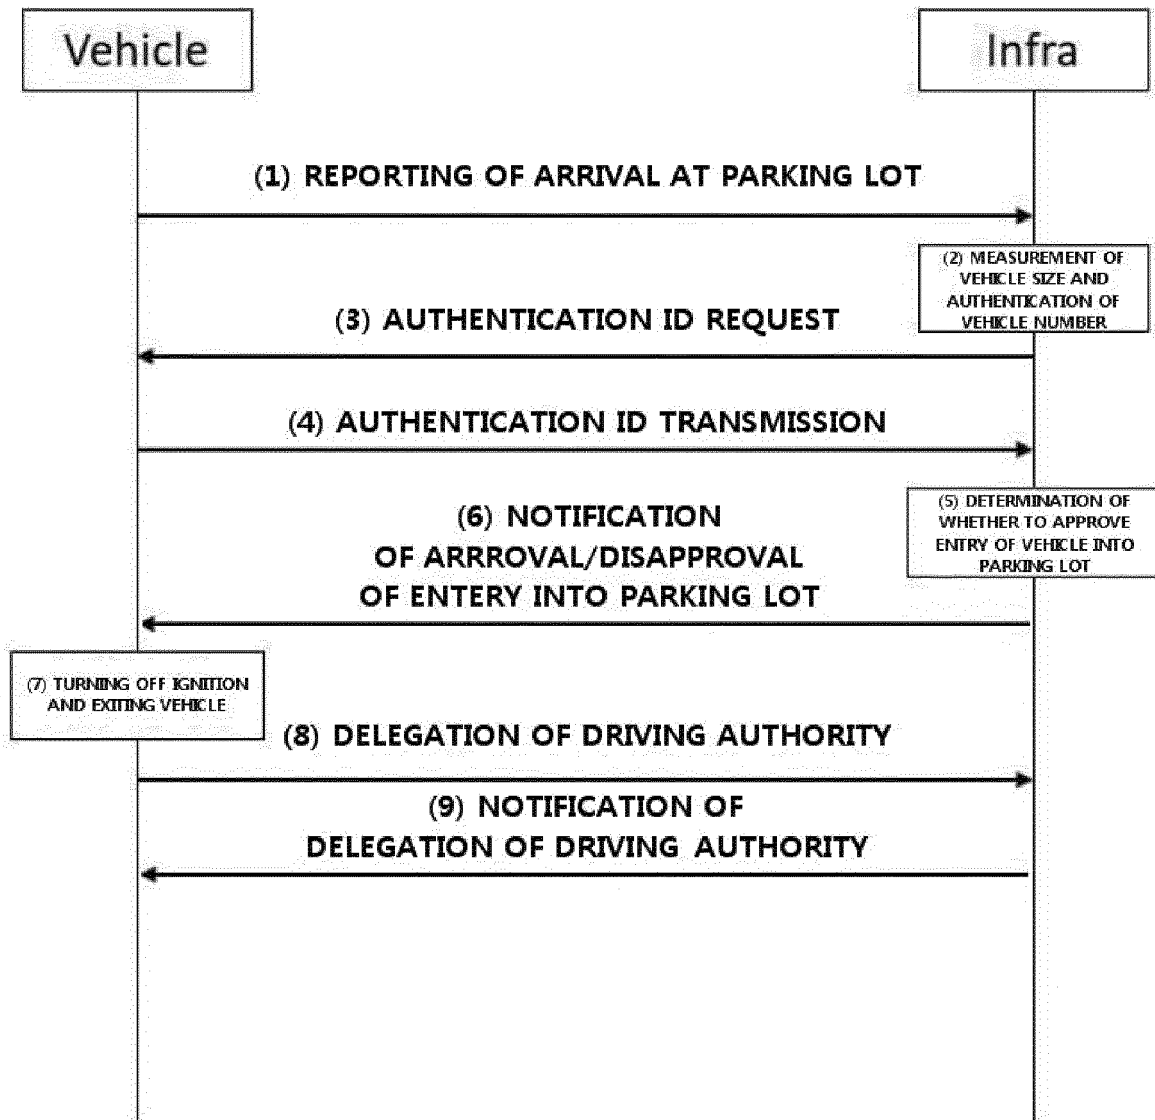 Vehicle
Infra
(1) REPORTING OF ARRIVAL AT PARKING LOT
(2) MEASUREMENT OF
VEHICLE SIZE AND
AUTHENTICATION OF
VEHICLE NUMBER
(3) AUTHENTICATION ID REQUEST
(4) AUTHENTICATION ID TRANSMISSION
(5) DETERMINATION OF
WHETHER TO APPROVE
ENTRY OF VEHICLE INTO
PARKING LOT
(6) NOTIFICATION
OF ARRROVAL/DISAPPROVAL
OF ENTERY INTO PARKING LOT
(7) TURNING OFF IGNITION
AND EXITING VEHICLE
(8) DELEGATION OF DRIVING AUTHORITY
(9) NOTIFICATION OF
DELEGATION OF DRIVING AUTHORITY